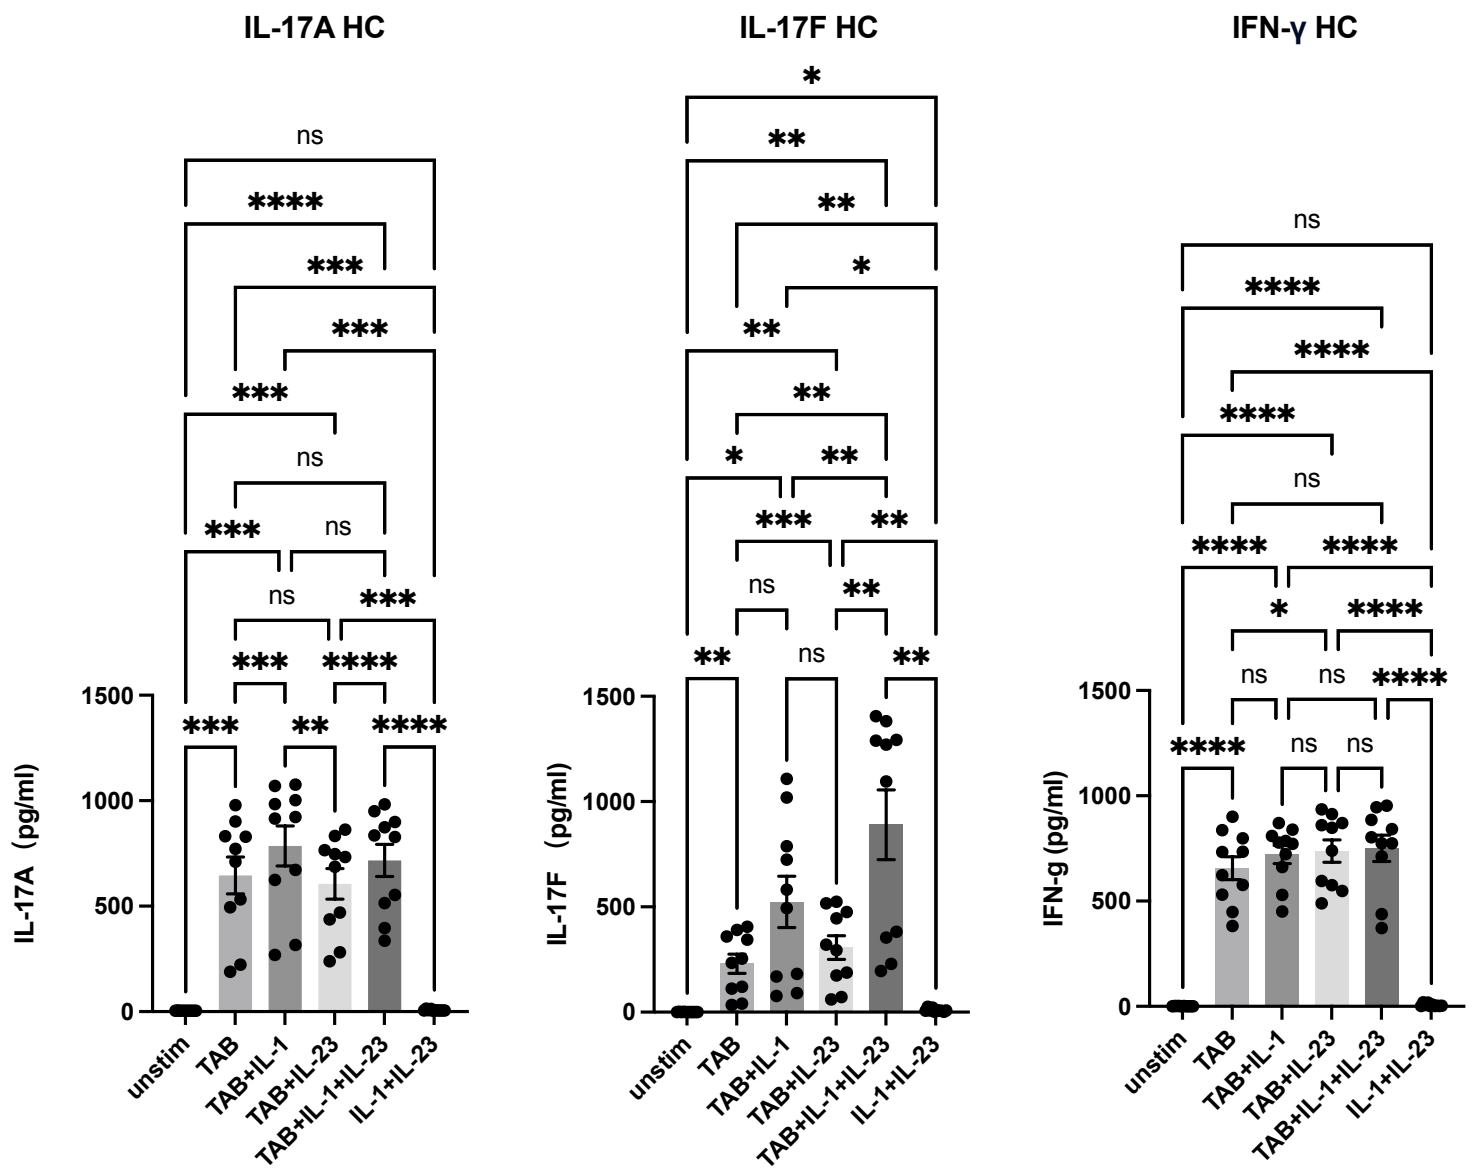 IL-17A HC
ns
****
***
***
***
ns
***
ns
ns
***
***
****
***
**
****
1500
1000
500
0
IL-17A (pg/ml)
unstim
TAB
TAB+IL-1
TAB+IL-23
TAB+IL-1+IL-23
IL-1+IL-23
IL-17F HC
*
**
**
*
**
**
*
**
***
**
ns
**
**
ns
**
1500
1000
500
0
IL-17F (pg/ml)
unstim
TAB
TAB+IL-1
TAB+IL-23
TAB+IL-1+IL-23
IL-1+IL-23
IFN-γ HC
ns
****
****
****
ns
****
****
*
****
ns
ns
****
****
ns
ns
1500
1000
500
0
IFN-g (pg/ml)
unstim
TAB
TAB+IL-1
TAB+IL-23
TAB+IL-1+IL-23
IL-1+IL-23